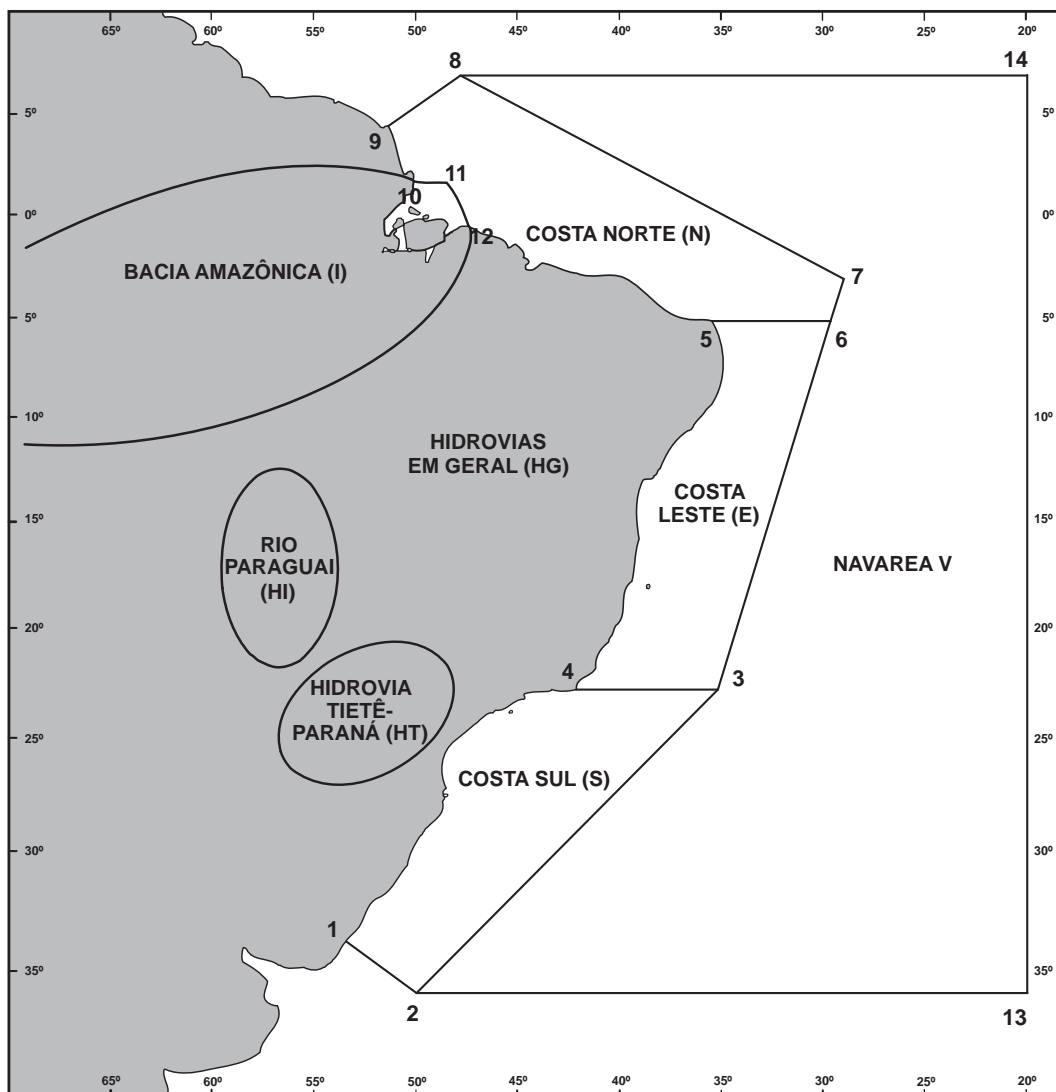 65º 60º 55º 50º 45º 40º 35º 30º 25º 20º
8
14
5º
5º
9
11
10
0º
0º
12
COSTA NORTE (N)
BACIA AMAZÔNICA (I)
7
5º
5º
5
6
10º
10º
HIDROVIAS
EM GERAL (HG)
COSTA
LESTE (E)
15º
15º
RIO
PARAGUAI
(HI)
NAVAREA V
20º
20º
4
3
HIDROVIA
TIETÊ-
PARANÁ (HT)
25º
25º
COSTA SUL (S)
30º
30º
1
35º
35º
2
13
65º 60º 55º 50º 45º 40º 35º 30º 25º 20º